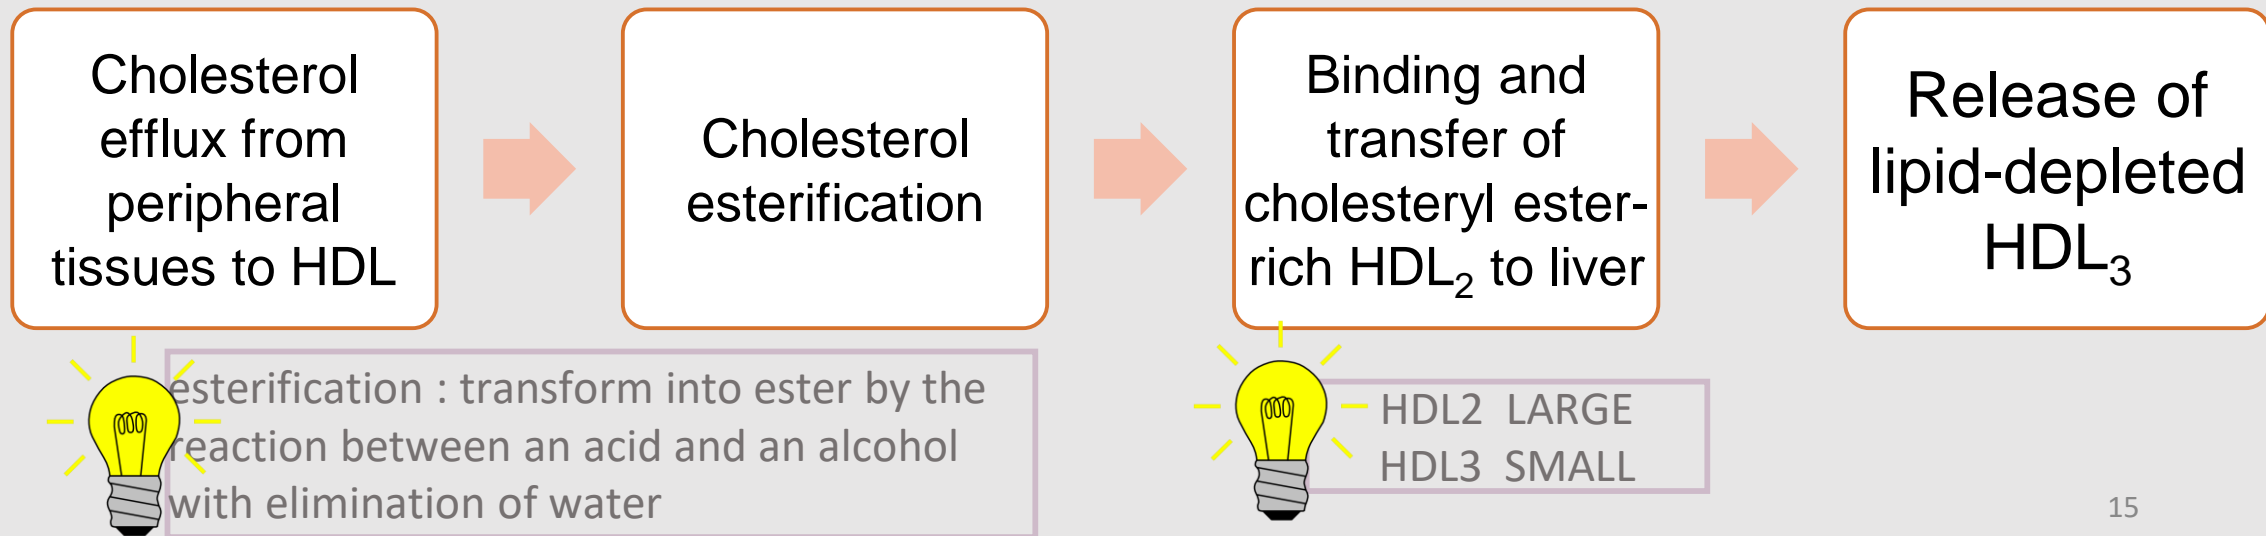 Cholesterol
efflux from
peripheral
tissues to HDL
Cholesterol
esterification
Binding and
transfer of
cholesteryl ester-
rich HDL₂ to liver
Release of
lipid-depleted
HDL₃
esterification : transform into ester by the
reaction between an acid and an alcohol
with elimination of water
HDL2 LARGE
HDL3 SMALL
15